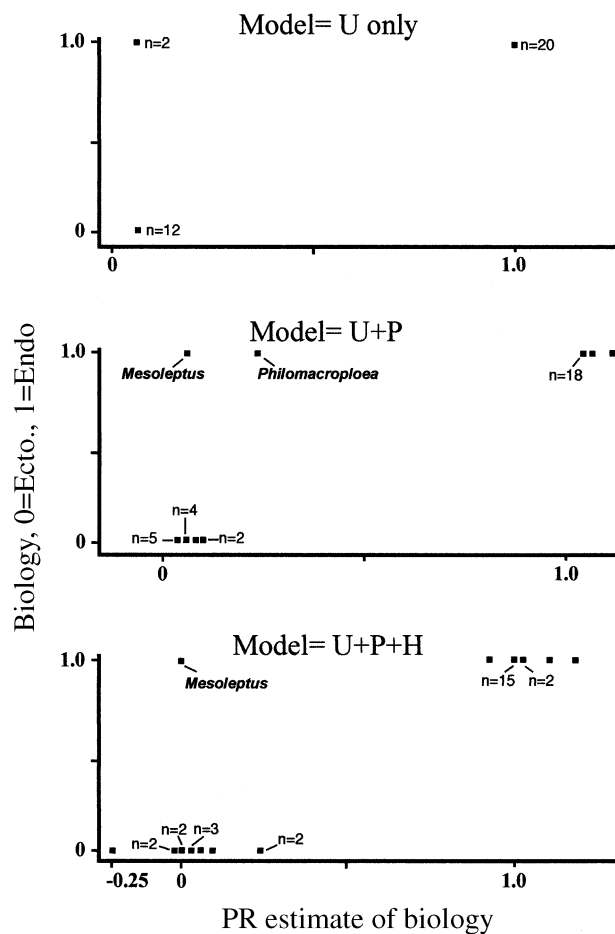 Model= U only
1.0
n=2
n=20
0
n=12
0
1.0
Model= U+P
1.0
Mesoleptus
Philomacroploea
n=18
n=4
0
n=5
n=2
0
1.0
Biology, 0=Ecto., 1=Endo
Model= U+P+H
1.0
Mesoleptus
n=15
n=2
n=2
n=3
n=2
n=2
0
-0.25
0
1.0
PR estimate of biology